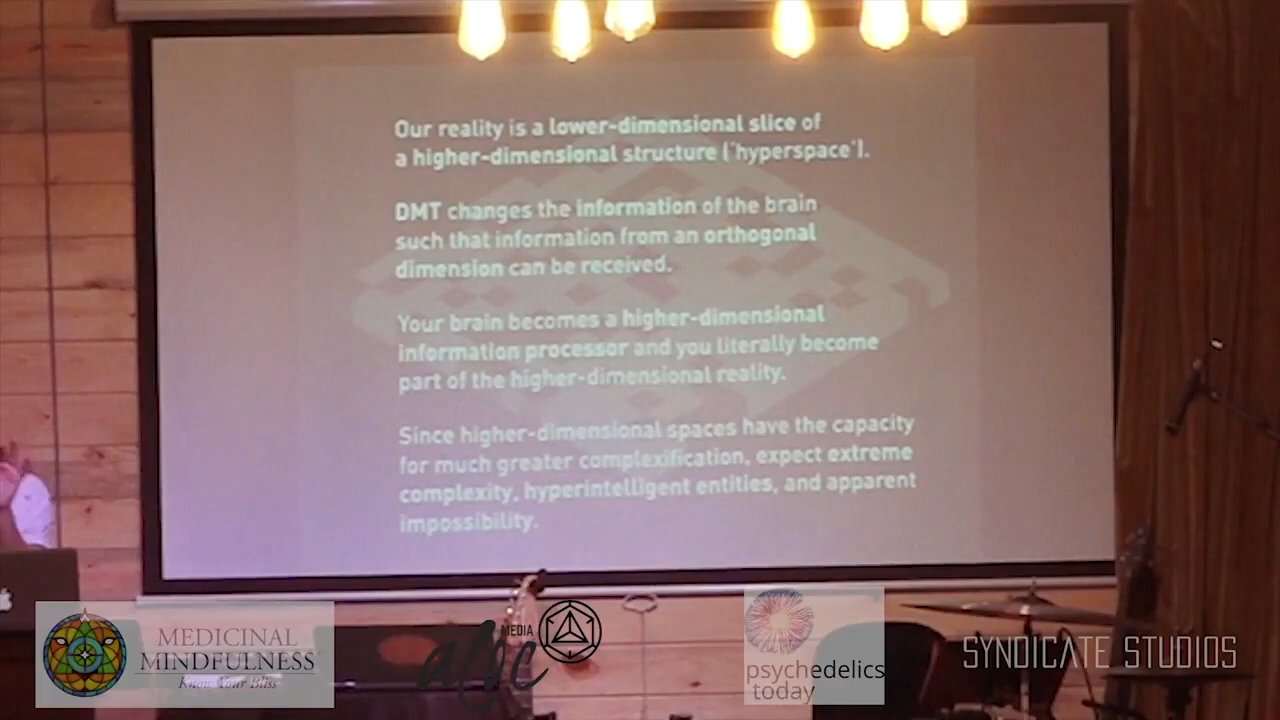 Our reality is a lower-dimensional slice of
a higher-dimensional structure ('hyperspace').
DMT changes the information of the brain
such that information from an orthogonal
dimension can be received.
Your brain becomes a higher-dimensional
information processor and you literally become
part of the higher-dimensional reality.
Since higher-dimensional spaces have the capacity
for much greater complexification, expect extreme
complexity, hyperintelligent entities, and apparent
impossibility.
MEDICINAL
MINDFULNESS
Know Your Bliss
MEDIA
psychedelics
today
SYNDICATE STUDIOS